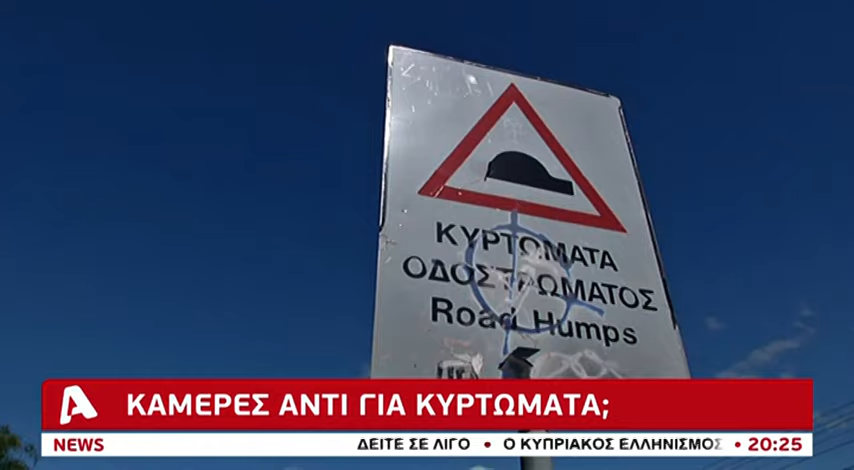 ΚΥΡΤΩΜΑΤΑ
ΟΔΟΣΤΡΩΜΑΤΟΣ
Road Humps
ΚΑΜΕΡΕΣ ΑΝΤΙ ΓΙΑ ΚΥΡΤΩΜΑΤΑ;
NEWS ΔΕΙΤΕ ΣΕ ΛΙΓΟ • Ο ΚΥΠΡΙΑΚΟΣ ΕΛΛΗΝΙΣΜΟΣ • 20:25